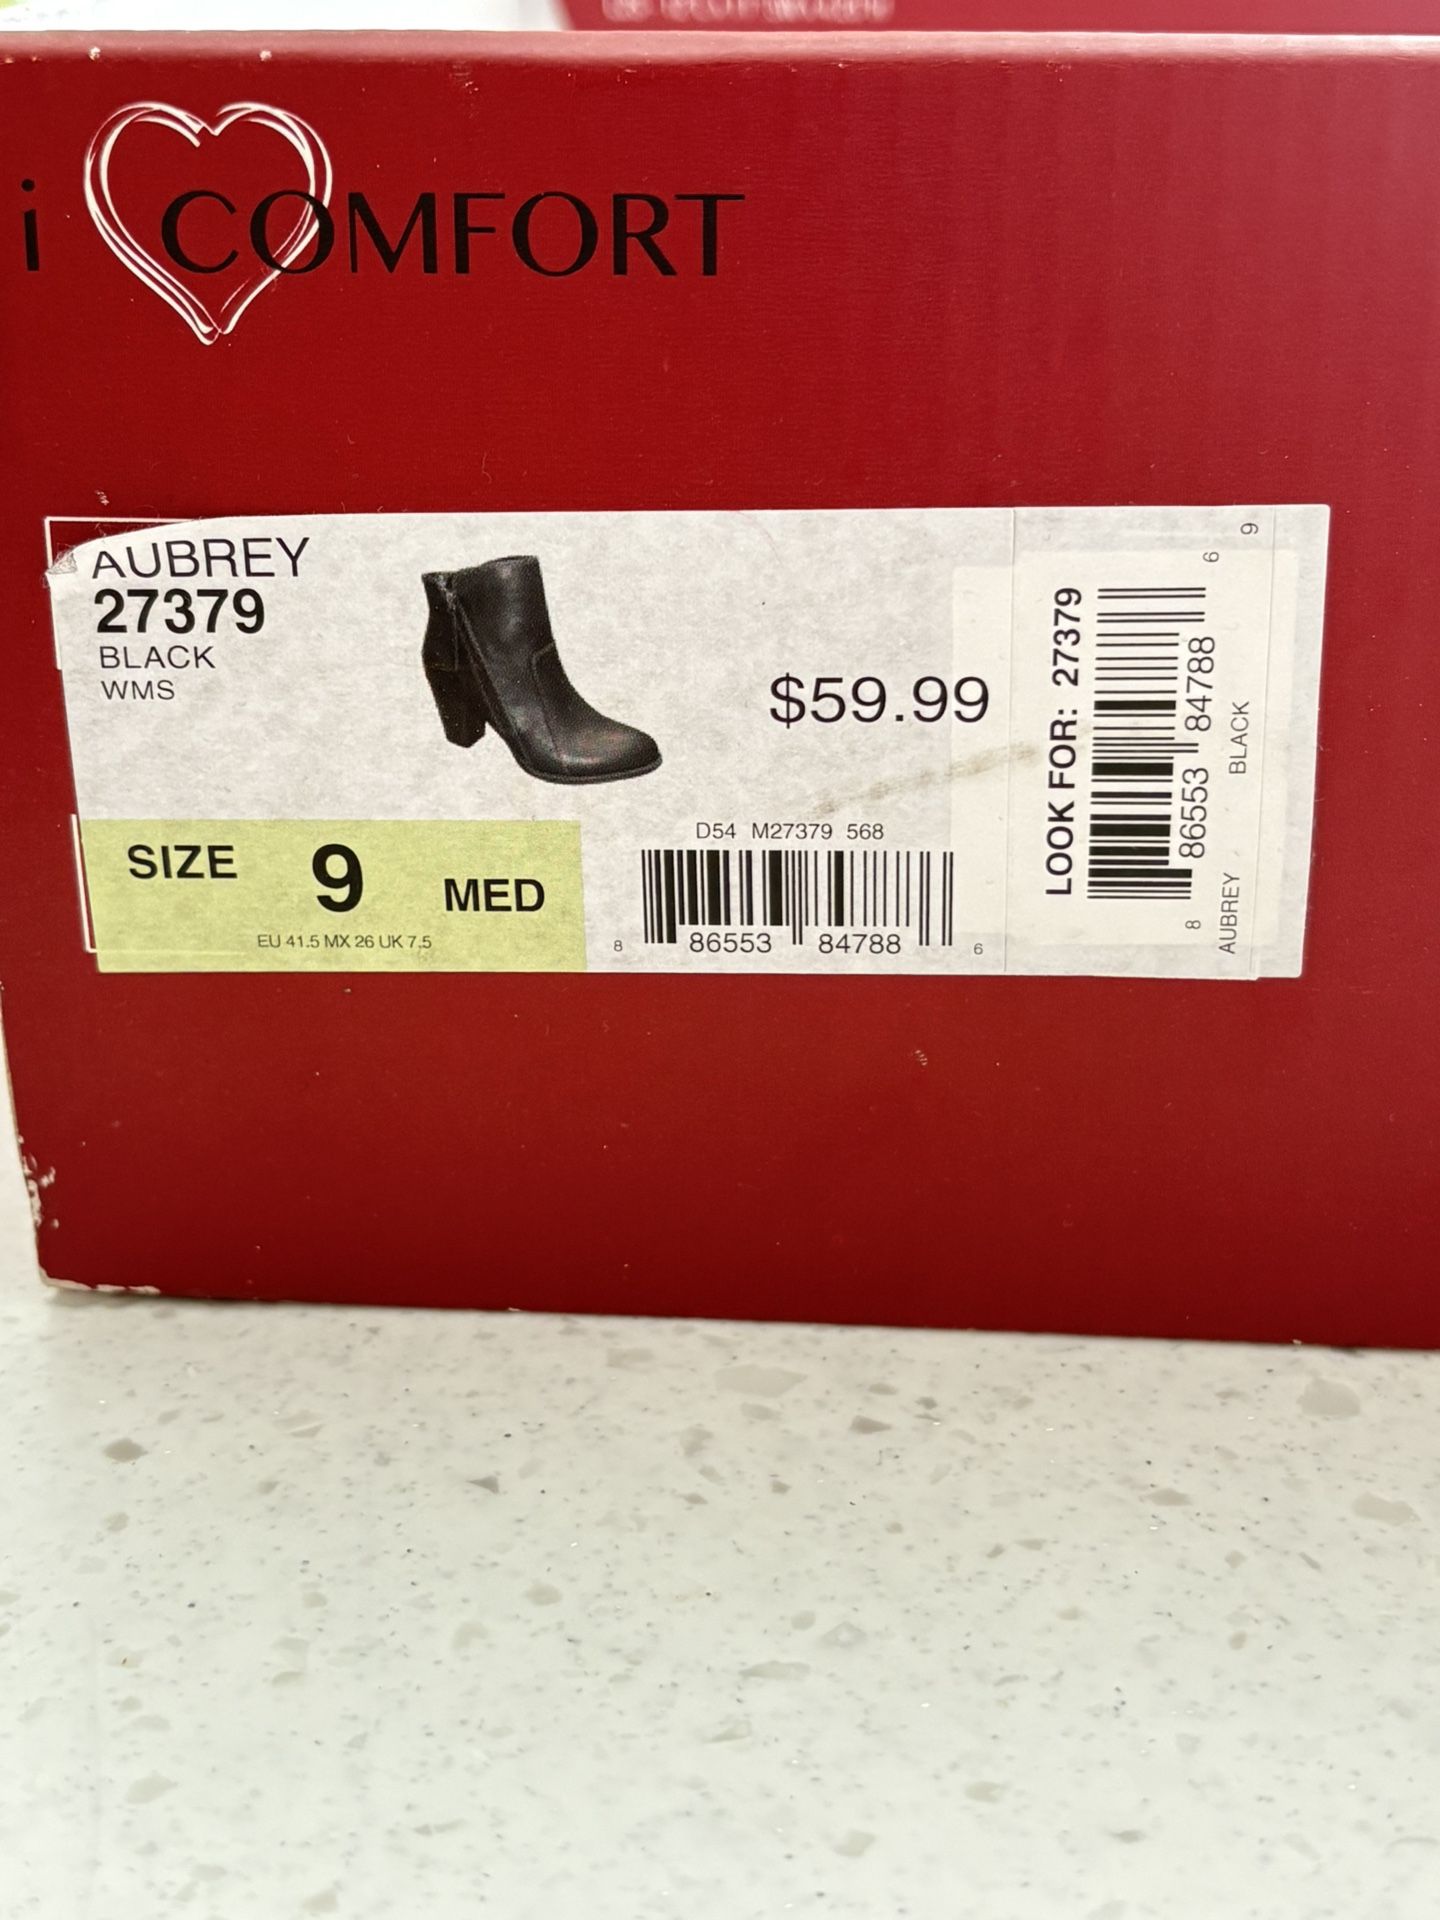 i COMFORT
AUBREY
27379
BLACK
WMS
$59.99
SIZE 9 MED
EU 41.5 MX 26 UK 7.5
D54 M27379 568
8 86553 84788 6
LOOK FOR: 27379
8 86553 84788 6
AUBREY BLACK 9